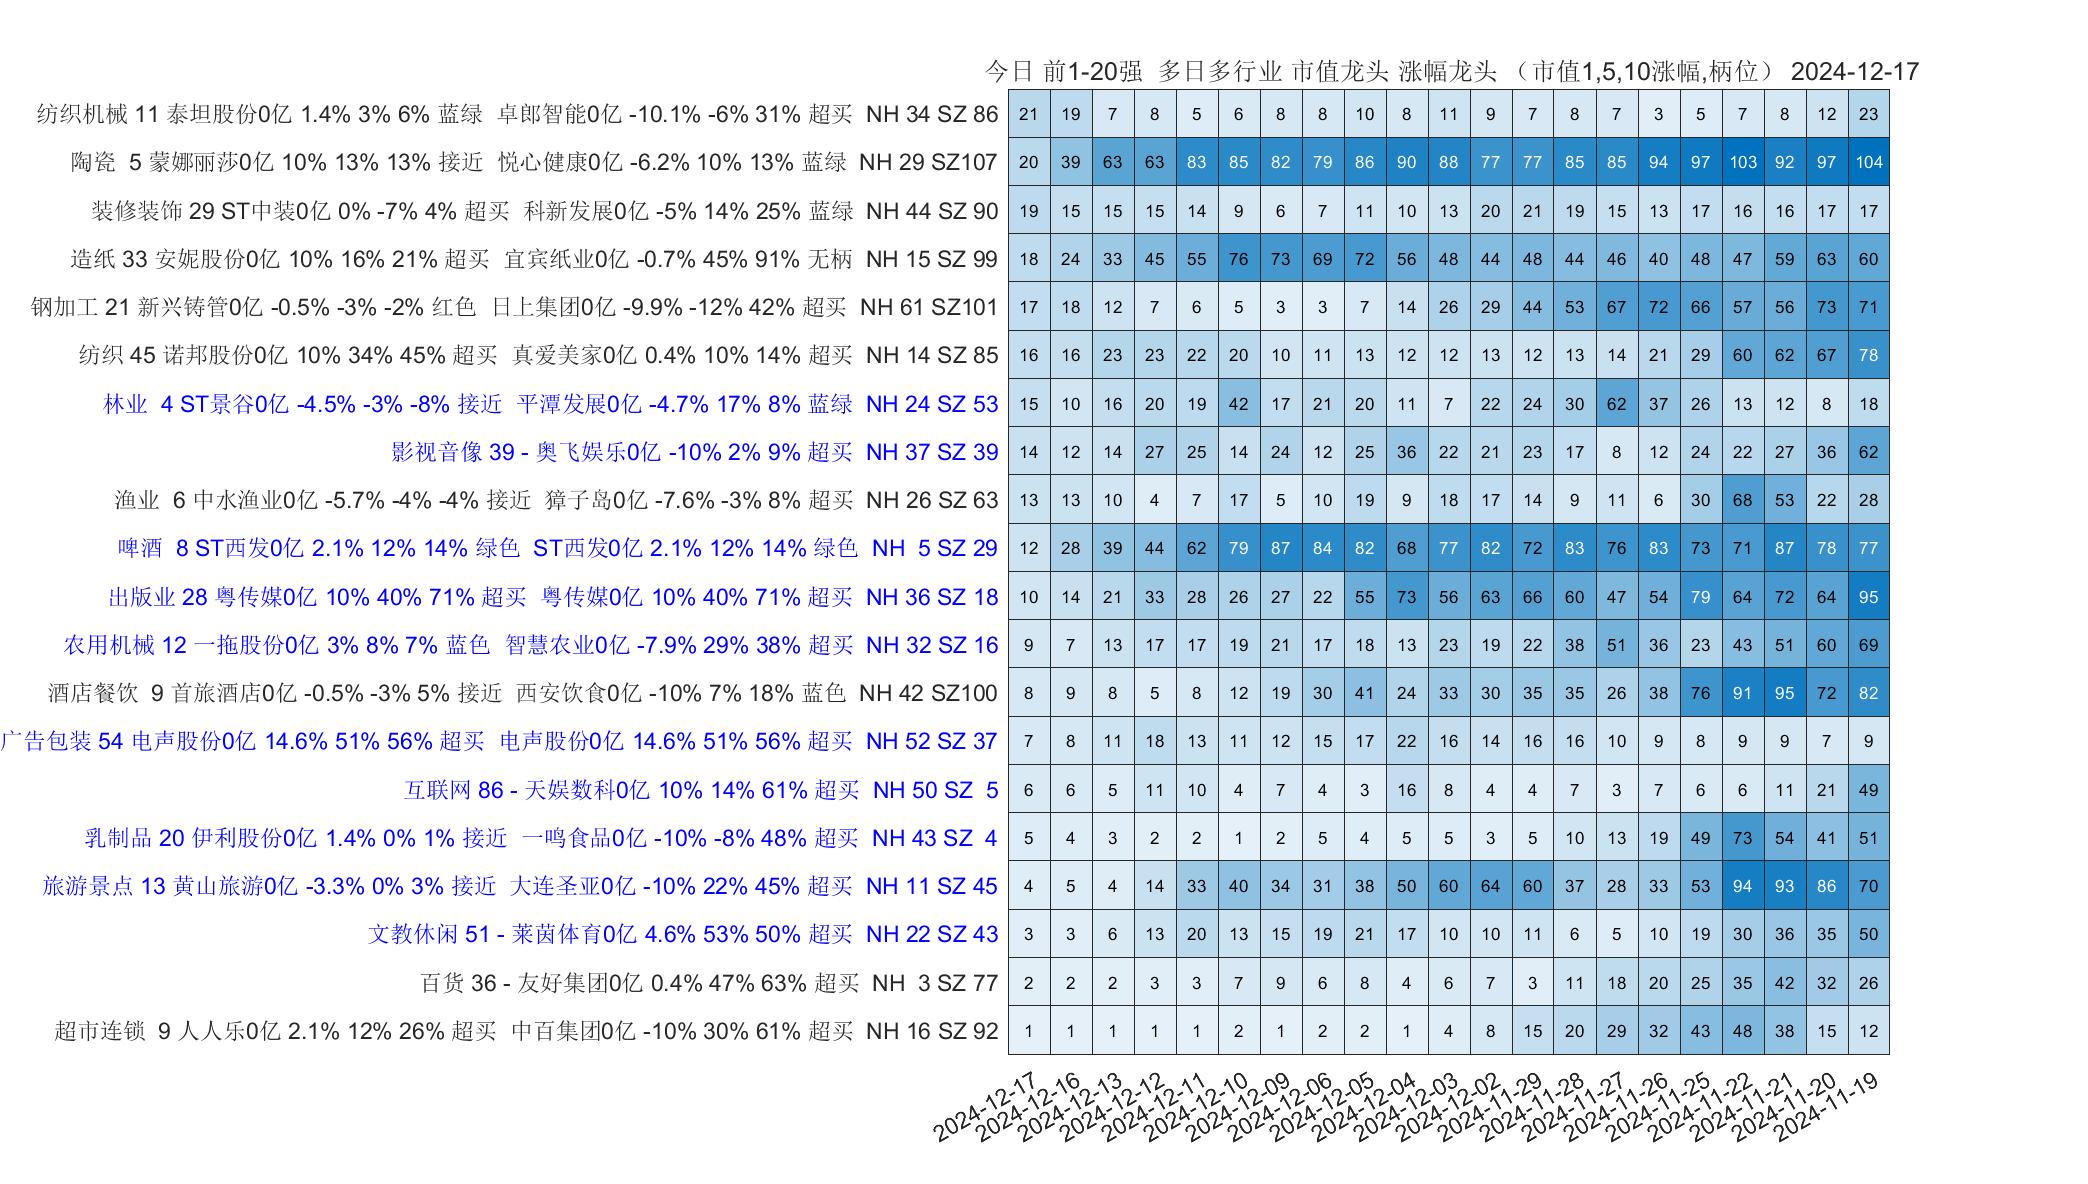 今日 前1-20强 多日多行业 市值龙头 涨幅龙头 （市值1,5,10涨幅,柄位） 2024-12-17
纺织机械 11 泰坦股份0亿 1.4% 3% 6% 蓝绿 卓郎智能0亿 -10.1% -6% 31% 超买 NH 34 SZ 86 21 19 7 8 5 6 8 8 10 8 11 9 7 8 7 3 5 7 8 12 23
陶瓷 5 蒙娜丽莎0亿 10% 13% 13% 接近 悦心健康0亿 -6.2% 10% 13% 蓝绿 NH 29 SZ107 20 39 63 63 83 85 82 79 86 90 88 77 77 85 85 94 97 103 92 97 104
装修装饰 29 ST中装0亿 0% -7% 4% 超买 科新发展0亿 -5% 14% 25% 蓝绿 NH 44 SZ 90 19 15 15 15 14 9 6 7 11 10 13 20 21 19 15 13 17 16 16 17 17
造纸 33 安妮股份0亿 10% 16% 21% 超买 宜宾纸业0亿 -0.7% 45% 91% 无柄 NH 15 SZ 99 18 24 33 45 55 76 73 69 72 56 48 44 48 44 46 40 48 47 59 63 60
钢加工 21 新兴铸管0亿 -0.5% -3% -2% 红色 日上集团0亿 -9.9% -12% 42% 超买 NH 61 SZ101 17 18 12 7 6 5 3 3 7 14 26 29 44 53 67 72 66 57 56 73 71
纺织 45 诺邦股份0亿 10% 34% 45% 超买 真爱美家0亿 0.4% 10% 14% 超买 NH 14 SZ 85 16 16 23 23 22 20 10 11 13 12 12 13 12 13 14 21 29 60 62 67 78
林业 4 ST景谷0亿 -4.5% -3% -8% 接近 平潭发展0亿 -4.7% 17% 8% 蓝绿 NH 24 SZ 53 15 10 16 20 19 42 17 21 20 11 7 22 24 30 62 37 26 13 12 8 18
影视音像 39 - 奥飞娱乐0亿 -10% 2% 9% 超买 NH 37 SZ 39 14 12 14 27 25 14 24 12 25 36 22 21 23 17 8 12 24 22 27 36 62
渔业 6 中水渔业0亿 -5.7% -4% -4% 接近 獐子岛0亿 -7.6% -3% 8% 超买 NH 26 SZ 63 13 13 10 4 7 17 5 10 19 9 18 17 14 9 11 6 30 68 53 22 28
啤酒 8 ST西发0亿 2.1% 12% 14% 绿色 ST西发0亿 2.1% 12% 14% 绿色 NH 5 SZ 29 12 28 39 44 62 79 87 84 82 68 77 82 72 83 76 83 73 71 87 78 77
出版业 28 粤传媒0亿 10% 40% 71% 超买 粤传媒0亿 10% 40% 71% 超买 NH 36 SZ 18 10 14 21 33 28 26 27 22 55 73 56 63 66 60 47 54 79 64 72 64 95
农用机械 12 一拖股份0亿 3% 8% 7% 蓝色 智慧农业0亿 -7.9% 29% 38% 超买 NH 32 SZ 16 9 7 13 17 17 19 21 17 18 13 23 19 22 38 51 36 23 43 51 60 69
酒店餐饮 9 首旅酒店0亿 -0.5% -3% 5% 接近 西安饮食0亿 -10% 7% 18% 蓝色 NH 42 SZ100 8 9 8 5 8 12 19 30 41 24 33 30 35 35 26 38 76 91 95 72 82
广告包装 54 电声股份0亿 14.6% 51% 56% 超买 电声股份0亿 14.6% 51% 56% 超买 NH 52 SZ 37 7 8 11 18 13 11 12 15 17 22 16 14 16 16 10 9 8 9 9 7 9
互联网 86 - 天娱数科0亿 10% 14% 61% 超买 NH 50 SZ 5 6 6 5 11 10 4 7 4 3 16 8 4 4 7 3 7 6 6 11 21 49
乳制品 20 伊利股份0亿 1.4% 0% 1% 接近 一鸣食品0亿 -10% -8% 48% 超买 NH 43 SZ 4 5 4 3 2 2 1 2 5 4 5 5 3 5 10 13 19 49 73 54 41 51
旅游景点 13 黄山旅游0亿 -3.3% 0% 3% 接近 大连圣亚0亿 -10% 22% 45% 超买 NH 11 SZ 45 4 5 4 14 33 40 34 31 38 50 60 64 60 37 28 33 53 94 93 86 70
文教休闲 51 - 莱茵体育0亿 4.6% 53% 50% 超买 NH 22 SZ 43 3 3 6 13 20 13 15 19 21 17 10 10 11 6 5 10 19 30 36 35 50
百货 36 - 友好集团0亿 0.4% 47% 63% 超买 NH 3 SZ 77 2 2 2 3 3 7 9 6 8 4 6 7 3 11 18 20 25 35 42 32 26
超市连锁 9 人人乐0亿 2.1% 12% 26% 超买 中百集团0亿 -10% 30% 61% 超买 NH 16 SZ 92 1 1 1 1 2 1 2 2 1 4 8 15 20 29 32 43 48 38 15 12
2024-12-17 2024-12-16 2024-12-13 2024-12-12 2024-12-11 2024-12-10 2024-12-09 2024-12-06 2024-12-05 2024-12-04 2024-12-03 2024-12-02 2024-11-29 2024-11-28 2024-11-27 2024-11-26 2024-11-25 2024-11-22 2024-11-21 2024-11-20 2024-11-19